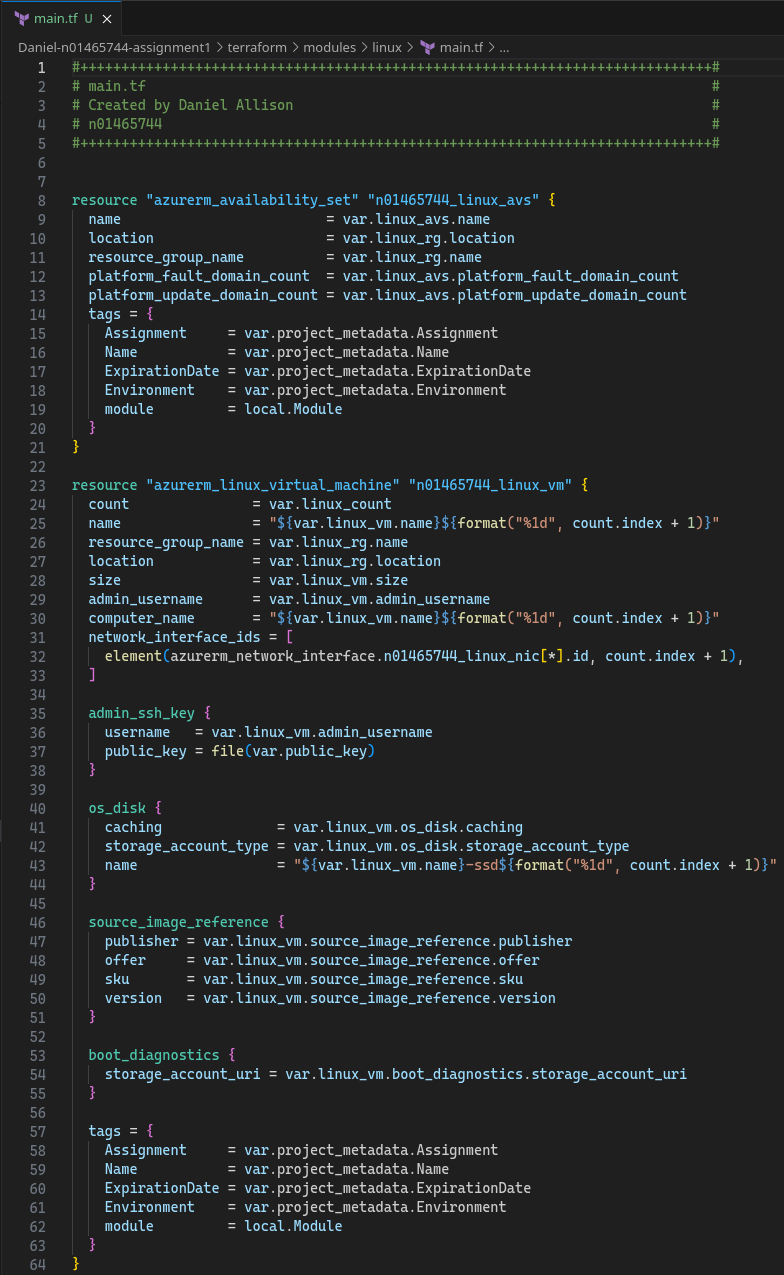 main.tf U ×
Daniel-n01465744-assignment1 > terraform > modules > linux > main.tf > ...
1 #+++++++++++++++++++++++++++++++++++++++++++++++++++++++++++++++++++++++++++++#
2 # main.tf #
3 # Created by Daniel Allison #
4 # n01465744 #
5 #+++++++++++++++++++++++++++++++++++++++++++++++++++++++++++++++++++++++++++++#
6
7
8 resource "azurerm_availability_set" "n01465744_linux_avs" {
9   name                         = var.linux_avs.name
10   location                     = var.linux_rg.location
11   resource_group_name          = var.linux_rg.name
12   platform_fault_domain_count  = var.linux_avs.platform_fault_domain_count
13   platform_update_domain_count = var.linux_avs.platform_update_domain_count
14   tags = {
15     Assignment     = var.project_metadata.Assignment
16     Name           = var.project_metadata.Name
17     ExpirationDate = var.project_metadata.ExpirationDate
18     Environment    = var.project_metadata.Environment
19     module         = local.Module
20   }
21 }
22
23 resource "azurerm_linux_virtual_machine" "n01465744_linux_vm" {
24   count               = var.linux_count
25   name                = "${var.linux_vm.name}${format("%1d", count.index + 1)}"
26   resource_group_name = var.linux_rg.name
27   location            = var.linux_rg.location
28   size                = var.linux_vm.size
29   admin_username      = var.linux_vm.admin_username
30   computer_name       = "${var.linux_vm.name}${format("%1d", count.index + 1)}"
31   network_interface_ids = [
32     element(azurerm_network_interface.n01465744_linux_nic[*].id, count.index + 1),
33   ]
34
35   admin_ssh_key {
36     username   = var.linux_vm.admin_username
37     public_key = file(var.public_key)
38   }
39
40   os_disk {
41     caching              = var.linux_vm.os_disk.caching
42     storage_account_type = var.linux_vm.os_disk.storage_account_type
43     name                 = "${var.linux_vm.name}-ssd${format("%1d", count.index + 1)}"
44   }
45
46   source_image_reference {
47     publisher = var.linux_vm.source_image_reference.publisher
48     offer     = var.linux_vm.source_image_reference.offer
49     sku       = var.linux_vm.source_image_reference.sku
50     version   = var.linux_vm.source_image_reference.version
51   }
52
53   boot_diagnostics {
54     storage_account_uri = var.linux_vm.boot_diagnostics.storage_account_uri
55   }
56
57   tags = {
58     Assignment     = var.project_metadata.Assignment
59     Name           = var.project_metadata.Name
60     ExpirationDate = var.project_metadata.ExpirationDate
61     Environment    = var.project_metadata.Environment
62     module         = local.Module
63   }
64 }